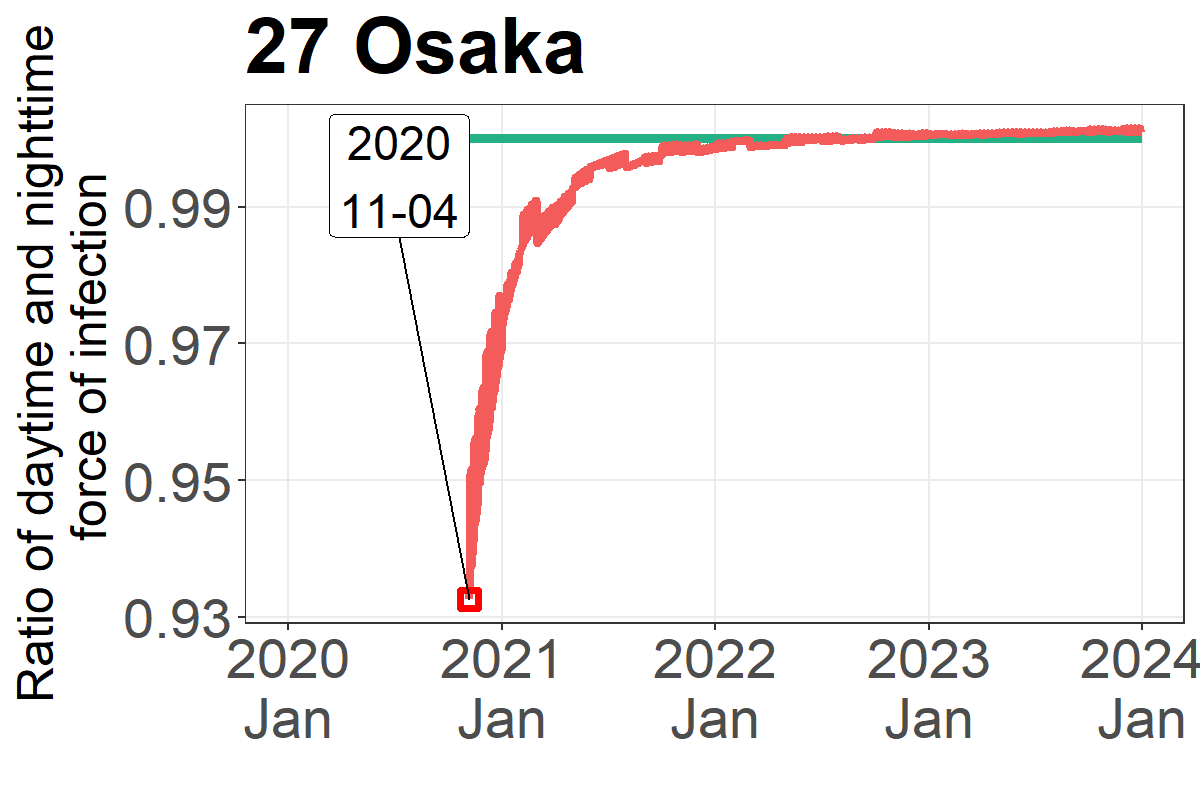 27 Osaka
Ratio of daytime and nighttime
force of infection
2020
11-04
0.99
0.97
0.95
0.93
2020 2021 2022 2023 2024
Jan Jan Jan Jan Jan